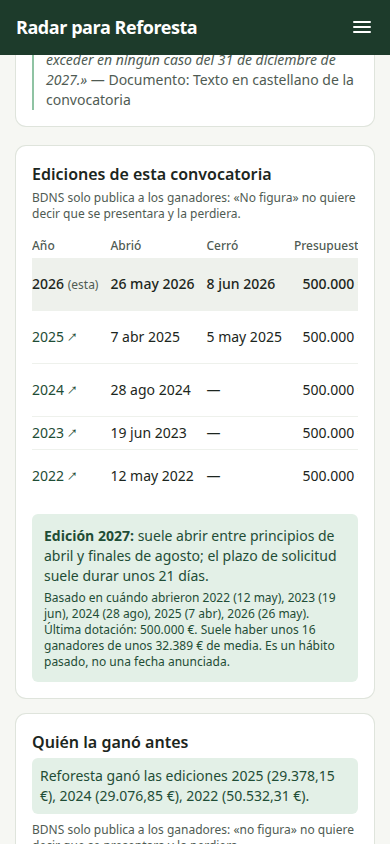 Radar para Reforesta
exceder en ningún caso del 31 de diciembre de
2027.» — Documento: Texto en castellano de la
convocatoria
Ediciones de esta convocatoria
BDNS solo publica a los ganadores: «No figura» no quiere
decir que se presentara y la perdiera.
Año Abrió Cerró Presupuest
2026 (esta) 26 may 2026 8 jun 2026 500.000
2025 ↗ 7 abr 2025 5 may 2025 500.000
2024 ↗ 28 ago 2024 — 500.000
2023 ↗ 19 jun 2023 — 500.000
2022 ↗ 12 may 2022 — 500.000
Edición 2027: suele abrir entre principios de
abril y finales de agosto; el plazo de solicitud
suele durar unos 21 días.
Basado en cuándo abrieron 2022 (12 may), 2023 (19
jun), 2024 (28 ago), 2025 (7 abr), 2026 (26 may).
Última dotación: 500.000 €. Suele haber unos 16
ganadores de unos 32.389 € de media. Es un hábito
pasado, no una fecha anunciada.
Quién la ganó antes
Reforesta ganó las ediciones 2025 (29.378,15
€), 2024 (29.076,85 €), 2022 (50.532,31 €).
BDNS solo publica a los ganadores: «no figura» no quiere
decir que se presentara y la perdiera.